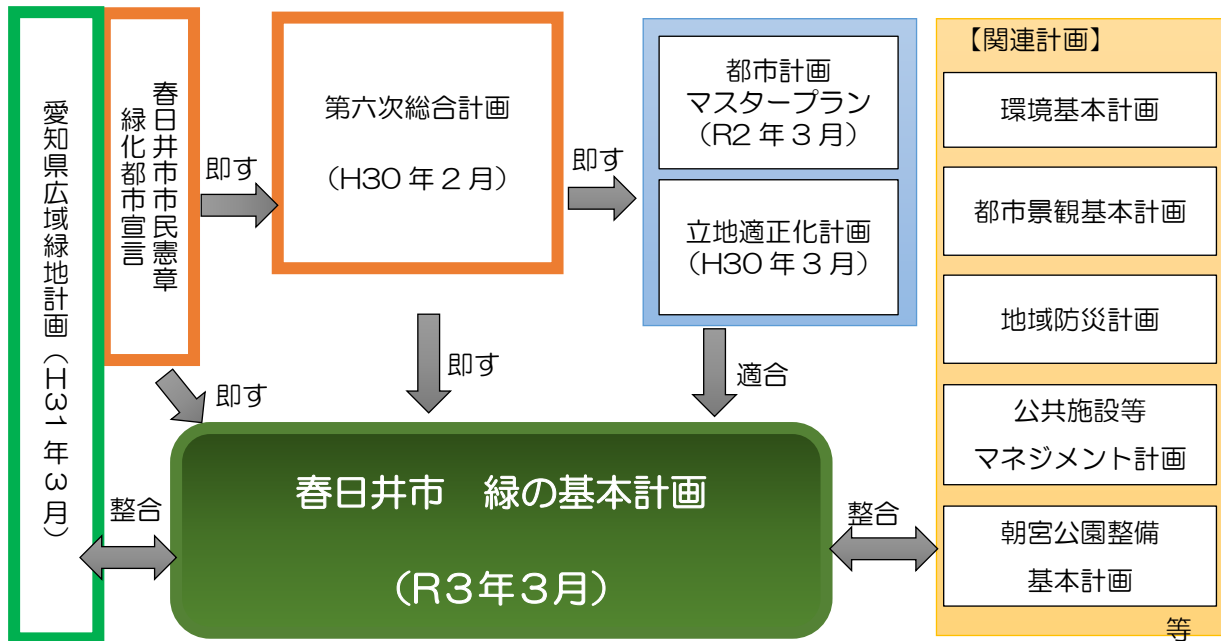 愛知県広域緑地計画（H31年３月）
春日井市市民憲章
緑化都市宣言
即す
第六次総合計画
（H30年２月）
即す
都市計画
マスタープラン
（R2年３月）
立地適正化計画
（H30年３月）
【関連計画】
環境基本計画
都市景観基本計画
地域防災計画
公共施設等
マネジメント計画
朝宮公園整備
基本計画
等
即す
即す
適合
整合
春日井市　緑の基本計画
（R３年３月）
整合